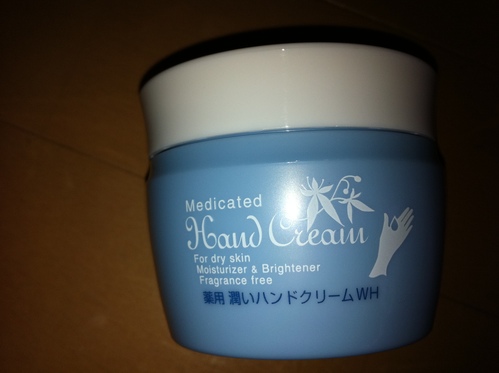 Medicated
Hand Cream
For dry skin
Moisturizer & Brightener
Fragrance free
薬用 潤いハンドクリームWH